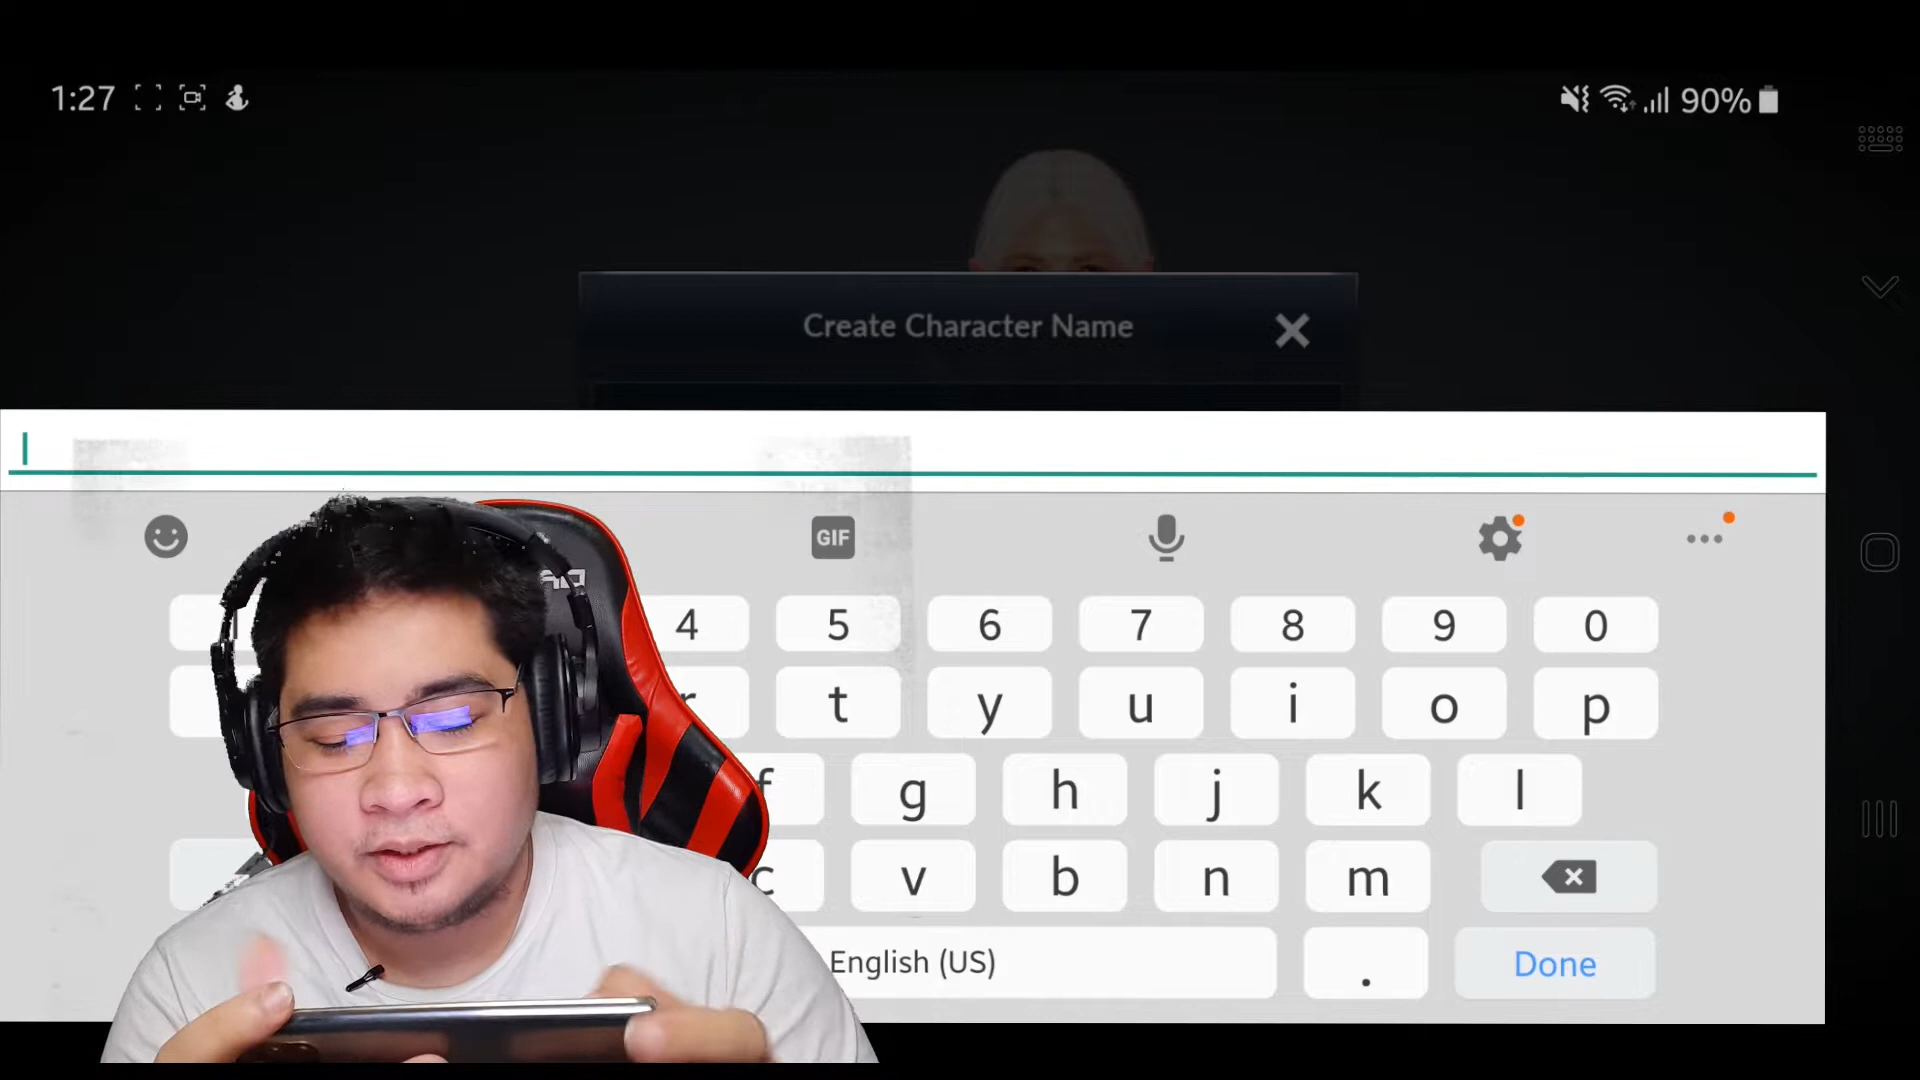 1:27
90%
Create Character Name
GIF
4 5 6 7 8 9 0
r t y u i o p
f g h j k l
c v b n m
English (US) . Done